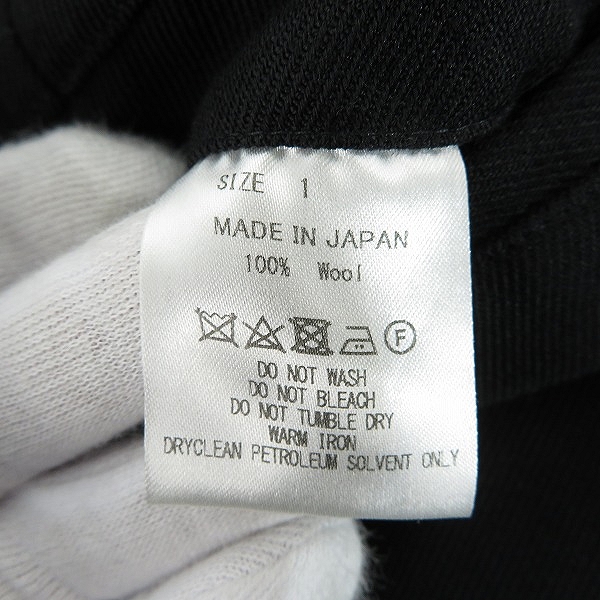 SIZE 1
MADE IN JAPAN
100% Wool
F
DO NOT WASH
DO NOT BLEACH
DO NOT TUMBLE DRY
WARM IRON
DRYCLEAN PETROLEUM SOLVENT ONLY